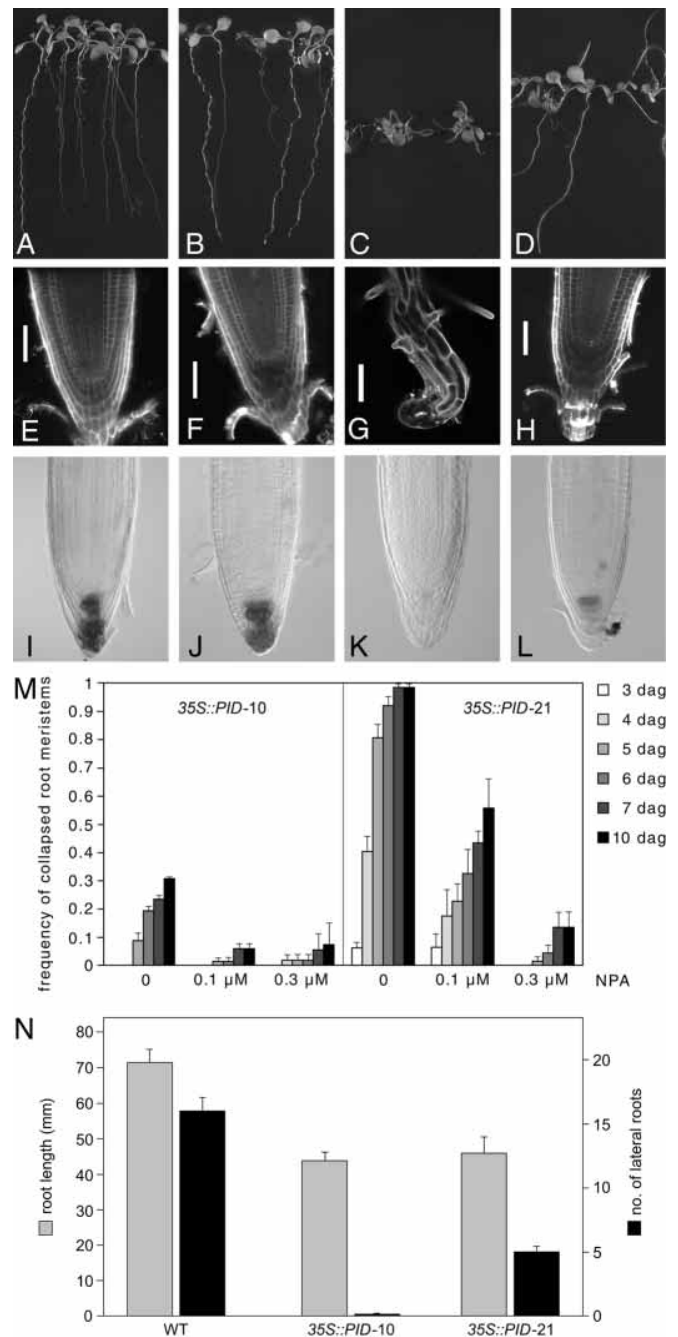 A B C D
E F G H
I J K L
M
frequency of collapsed root meristems
1
0.9
0.8
0.7
0.6
0.5
0.4
0.3
0.2
0.1
0
35S::PID-10
35S::PID-21
0 0.1 µM 0.3 µM 0 0.1 µM 0.3 µM NPA
3 dag
4 dag
5 dag
6 dag
7 dag
10 dag
N
root length (mm)
80
70
60
50
40
30
20
10
0
20
15
10
5
0
no. of lateral roots
WT 35S::PID-10 35S::PID-21